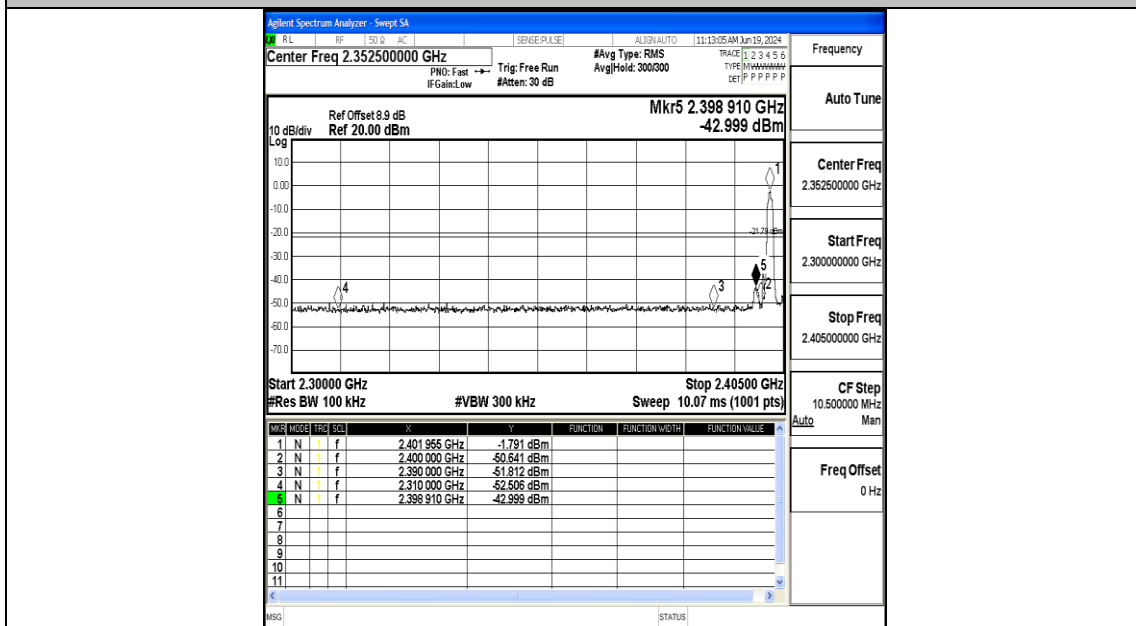 Agilent Spectrum Analyzer - Swept SA
LXI RL RF 50 Ω AC SENSE:PULSE ALIGNAUTO 11:13:05 AM Jun 19, 2024
Center Freq 2.352500000 GHz
PNO: Fast
IFGain:Low
Trig: Free Run
#Atten: 30 dB
#Avg Type: RMS
Avg|Hold: 300/300
TRACE 1 2 3 4 5 6
TYPE MWWWWW
DET P P P P P P
Mkr5 2.398 910 GHz
-42.999 dBm
Ref Offset 8.9 dB
10 dB/div Ref 20.00 dBm
Log
10.0
0.00
-10.0
-20.0
-30.0
-40.0
-50.0
-60.0
-70.0
1
-21.79 dBm
5
2
3
4
Start 2.30000 GHz Stop 2.40500 GHz
#Res BW 100 kHz #VBW 300 kHz Sweep 10.07 ms (1001 pts)
MKR MODE TRC SCL X Y FUNCTION FUNCTION WIDTH FUNCTION VALUE
1 N 1 f 2.401 955 GHz -1.791 dBm
2 N 1 f 2.400 000 GHz -50.641 dBm
3 N 1 f 2.390 000 GHz -51.812 dBm
4 N 1 f 2.310 000 GHz -52.506 dBm
5 N 1 f 2.398 910 GHz -42.999 dBm
6
7
8
9
10
11
MSG STATUS
Frequency
Auto Tune
Center Freq
2.352500000 GHz
Start Freq
2.300000000 GHz
Stop Freq
2.405000000 GHz
CF Step
10.500000 MHz
Auto Man
Freq Offset
0 Hz